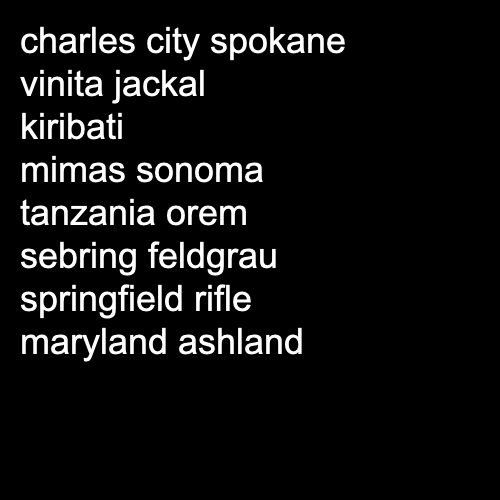 charles city spokane
vinita jackal
kiribati
mimas sonoma
tanzania orem
sebring feldgrau
springfield rifle
maryland ashland